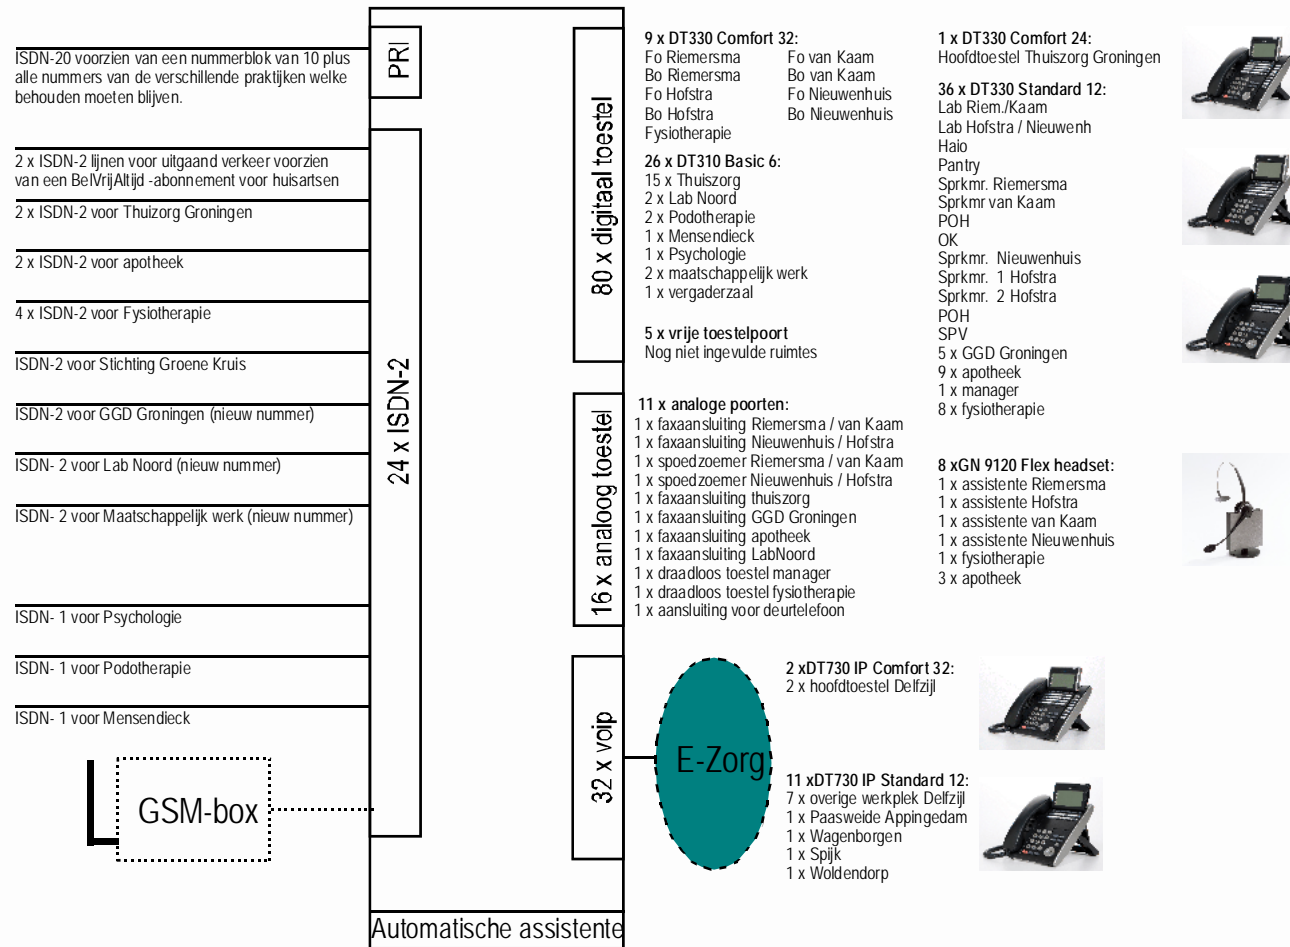 ISDN-20 voorzien van een nummerblok van 10 plus
alle nummers van de verschillende praktijken welke
behouden moeten blijven.
2 x ISDN-2 lijnen voor uitgaand verkeer voorzien
van een BelVrijAltijd -abonnement voor huisartsen
2 x ISDN-2 voor Thuizorg Groningen
2 x ISDN-2 voor apotheek
4 x ISDN-2 voor Fysiotherapie
ISDN-2 voor Stichting Groene Kruis
ISDN-2 voor GGD Groningen (nieuw nummer)
ISDN- 2 voor Lab Noord (nieuw nummer)
ISDN- 2 voor Maatschappelijk werk (nieuw nummer)
ISDN- 1 voor Psychologie
ISDN- 1 voor Podotherapie
ISDN- 1 voor Mensendieck
GSM-box
PRI
24 x ISDN-2
Automatische assistente
80 x digitaal toestel
16 x analoog toestel
32 x voip
E-Zorg
9 x DT330 Comfort 32:
Fo Riemersma Fo van Kaam
Bo Riemersma Bo van Kaam
Fo Hofstra Fo Nieuwenhuis
Bo Hofstra Bo Nieuwenhuis
Fysiotherapie
26 x DT310 Basic 6:
15 x Thuiszorg
2 x Lab Noord
2 x Podotherapie
1 x Mensendieck
1 x Psychologie
2 x maatschappelijk werk
1 x vergaderzaal
5 x vrije toestelpoort
Nog niet ingevulde ruimtes
11 x analoge poorten:
1 x faxaansluiting Riemersma / van Kaam
1 x faxaansluiting Nieuwenhuis / Hofstra
1 x spoedzoemer Riemersma / van Kaam
1 x spoedzoemer Nieuwenhuis / Hofstra
1 x faxaansluiting thuiszorg
1 x faxaansluiting GGD Groningen
1 x faxaansluiting apotheek
1 x faxaansluiting LabNoord
1 x draadloos toestel manager
1 x draadloos toestel fysiotherapie
1 x aansluiting voor deurtelefoon
1 x DT330 Comfort 24:
Hoofdtoestel Thuiszorg Groningen
36 x DT330 Standard 12:
Lab Riem./Kaam
Lab Hofstra / Nieuwenh
Haio
Pantry
Sprkmr. Riemersma
Sprkmr van Kaam
POH
OK
Sprkmr. Nieuwenhuis
Sprkmr. 1 Hofstra
Sprkmr. 2 Hofstra
POH
SPV
5 x GGD Groningen
9 x apotheek
1 x manager
8 x fysiotherapie
8 xGN 9120 Flex headset:
1 x assistente Riemersma
1 x assistente Hofstra
1 x assistente van Kaam
1 x assistente Nieuwenhuis
1 x fysiotherapie
3 x apotheek
2 xDT730 IP Comfort 32:
2 x hoofdtoestel Delfzijl
11 xDT730 IP Standard 12:
7 x overige werkplek Delfzijl
1 x Paasweide Appingedam
1 x Wagenborgen
1 x Spijk
1 x Woldendorp